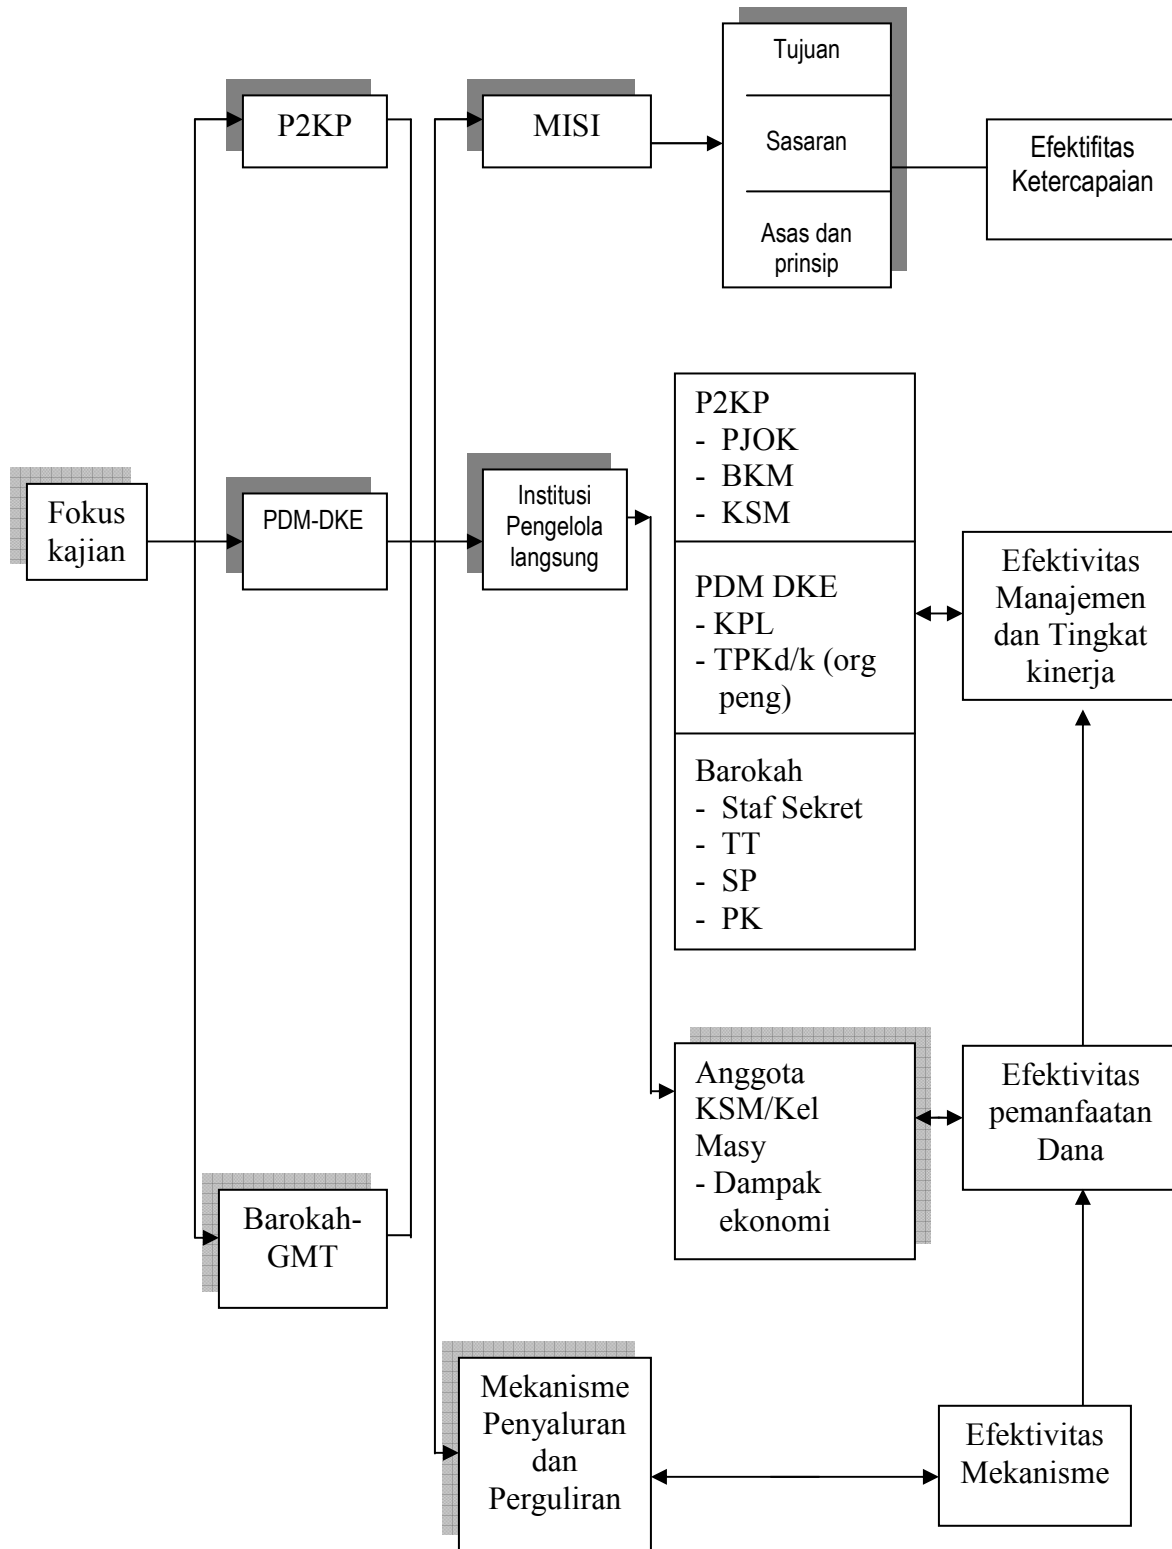 Tujuan
Sasaran
Asas dan
prinsip
P2KP
MISI
Efektifitas
Ketercapaian
P2KP
- PJOK
- BKM
- KSM
Fokus
kajian
PDM-DKE
Institusi
Pengelola
langsung
PDM DKE
- KPL
- TPKd/k (org
peng)
Efektivitas
Manajemen
dan Tingkat
kinerja
Barokah
- Staf Sekret
- TT
- SP
- PK
Anggota
KSM/Kel
Masy
- Dampak
ekonomi
Efektivitas
pemanfaatan
Dana
Barokah-
GMT
Mekanisme
Penyaluran
dan
Perguliran
Efektivitas
Mekanisme